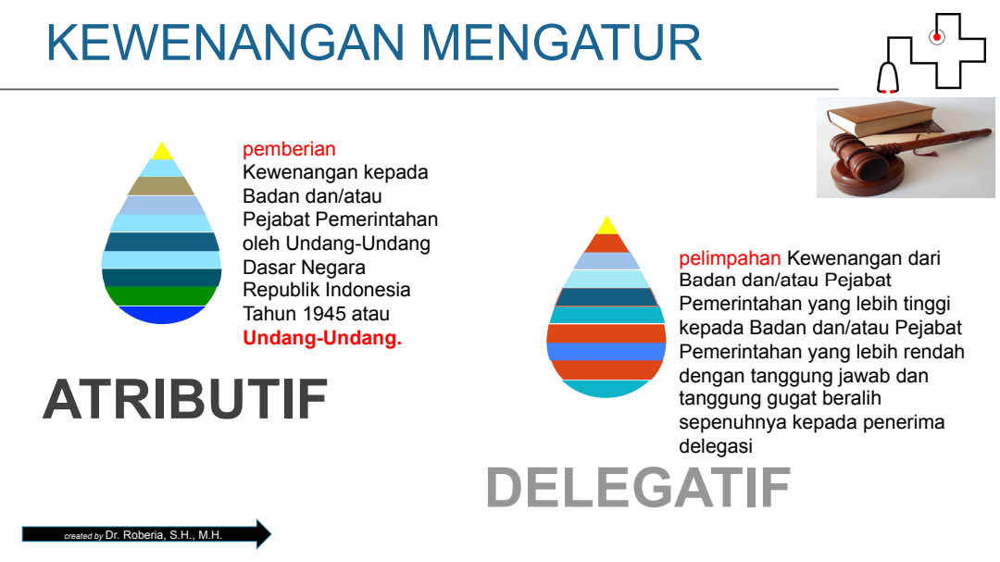 KEWENANGAN MENGATUR
pemberian
Kewenangan kepada
Badan dan/atau
Pejabat Pemerintahan
oleh Undang-Undang
Dasar Negara
Republik Indonesia
Tahun 1945 atau
Undang-Undang.
ATRIBUTIF
pelimpahan Kewenangan dari
Badan dan/atau Pejabat
Pemerintahan yang lebih tinggi
kepada Badan dan/atau Pejabat
Pemerintahan yang lebih rendah
dengan tanggung jawab dan
tanggung gugat beralih
sepenuhnya kepada penerima
delegasi
DELEGATIF
created by Dr. Roberia, S.H., M.H.